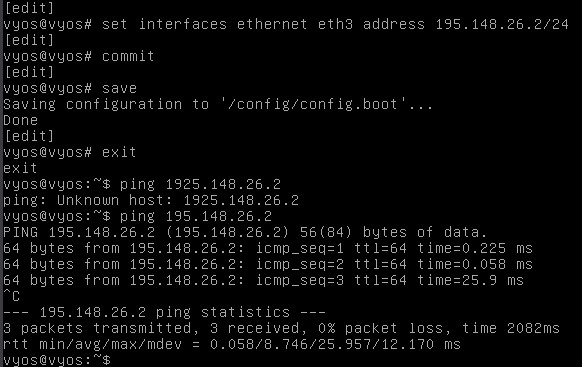 [edit]
vyos@vyos# set interfaces ethernet eth3 address 195.148.26.2/24
[edit]
vyos@vyos# commit
[edit]
vyos@vyos# save
Saving configuration to '/config/config.boot'...
Done
[edit]
vyos@vyos# exit
exit
vyos@vyos:~$ ping 1925.148.26.2
ping: Unknown host: 1925.148.26.2
vyos@vyos:~$ ping 195.148.26.2
PING 195.148.26.2 (195.148.26.2) 56(84) bytes of data.
64 bytes from 195.148.26.2: icmp_seq=1 ttl=64 time=0.225 ms
64 bytes from 195.148.26.2: icmp_seq=2 ttl=64 time=0.058 ms
64 bytes from 195.148.26.2: icmp_seq=3 ttl=64 time=25.9 ms
^C
--- 195.148.26.2 ping statistics ---
3 packets transmitted, 3 received, 0% packet loss, time 2082ms
rtt min/avg/max/mdev = 0.058/8.746/25.957/12.170 ms
vyos@vyos:~$